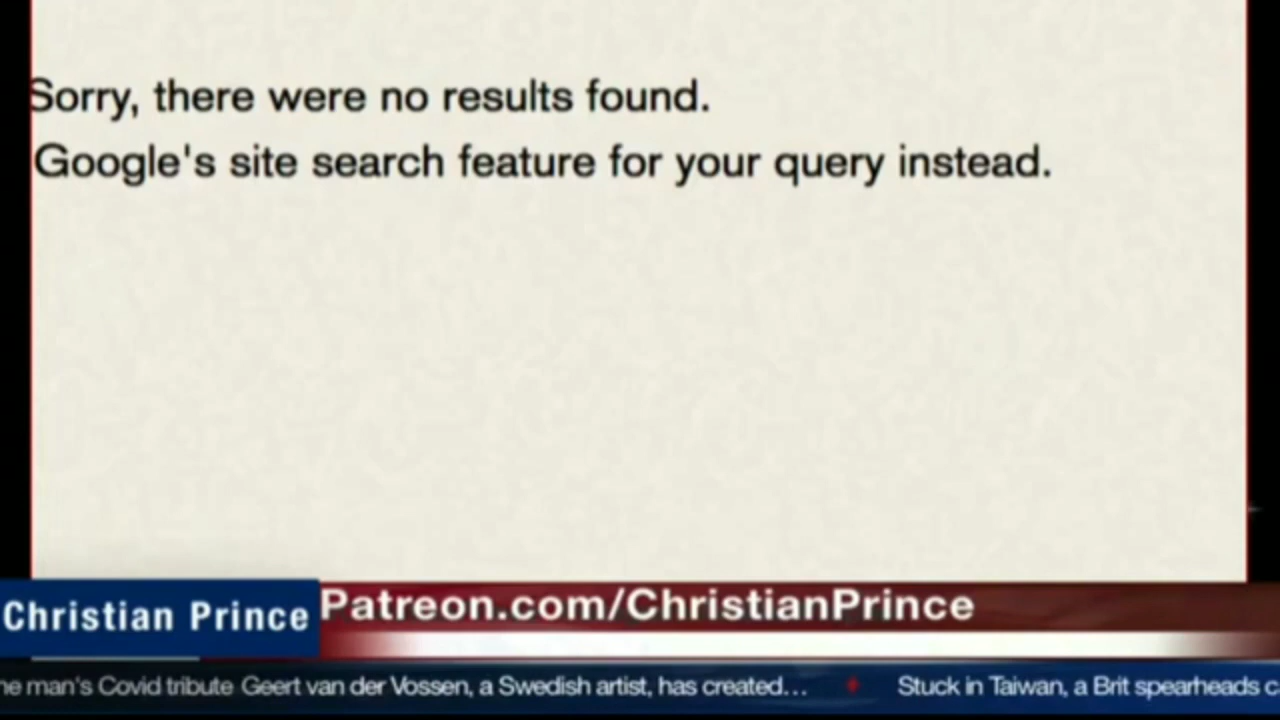 Sorry, there were no results found.
Google's site search feature for your query instead.
Christian Prince
Patreon.com/ChristianPrince
ne man's Covid tribute Geert van der Vossen, a Swedish artist, has created... Stuck in Taiwan, a Brit spearheads c